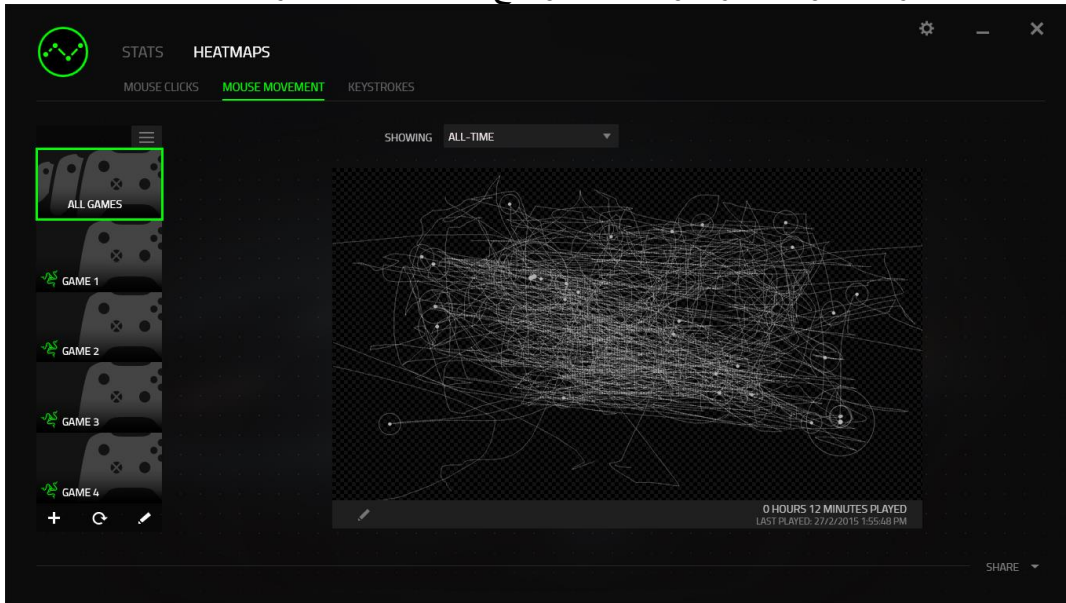 STATS HEATMAPS
MOUSE CLICKS MOUSE MOVEMENT KEYSTROKES
SHOWING ALL-TIME
ALL GAMES
GAME 1
GAME 2
GAME 3
GAME 4
0 HOURS 12 MINUTES PLAYED
LAST PLAYED: 27/2/2015 1:55:48 PM
SHARE